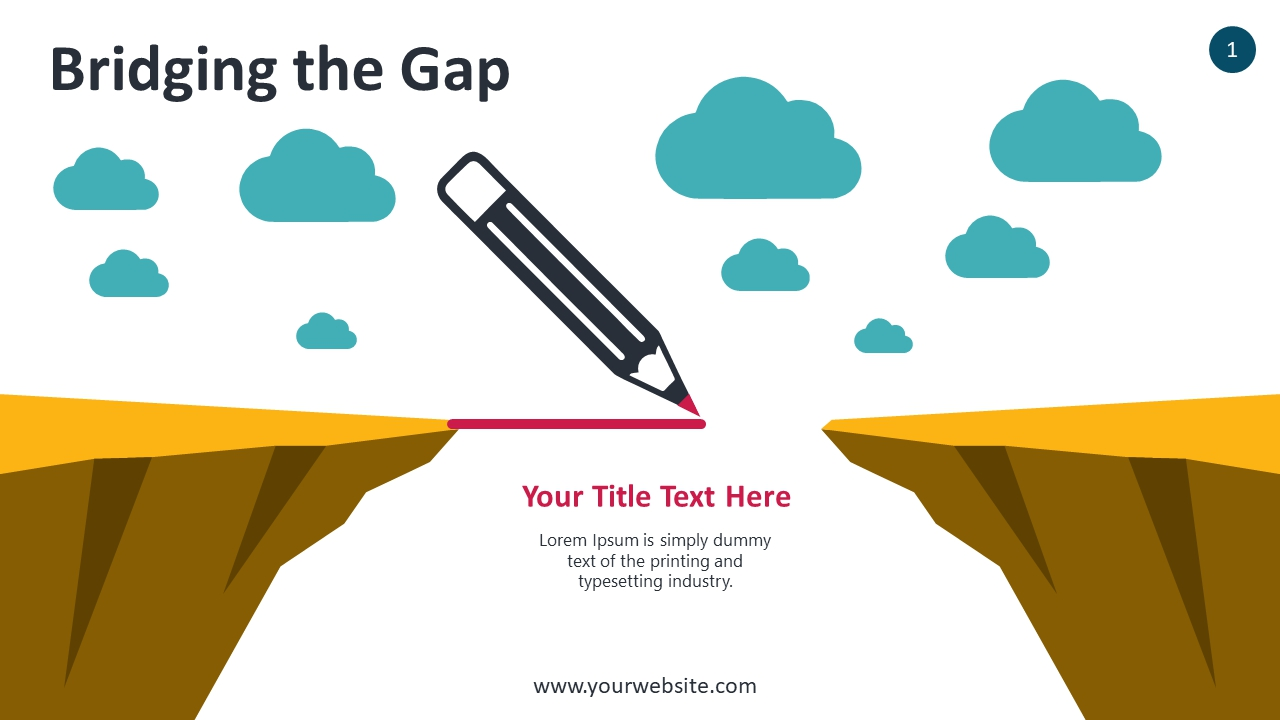 Bridging the Gap
1
Your Title Text Here
Lorem Ipsum is simply dummy
text of the printing and
typesetting industry.
www.yourwebsite.com